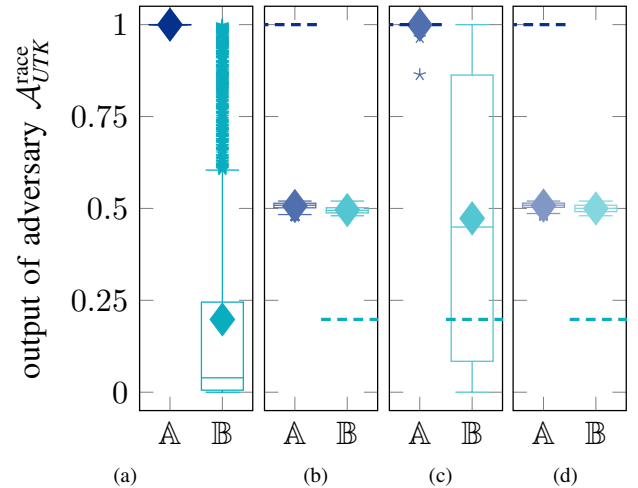 output of adversary 𝒜^race_UTK
1
0.75
0.5
0.25
0
𝔸 𝔹 𝔸 𝔹 𝔸 𝔹 𝔸 𝔹
(a) (b) (c) (d)